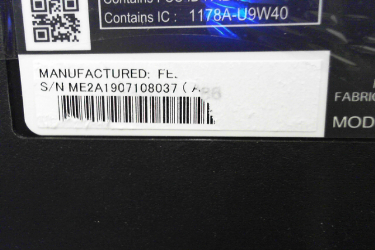 Contains IC : 1178A-U9W40
MANUFACTURED: FE
S/N ME2A1907108037 (A
FABRIC
MOD